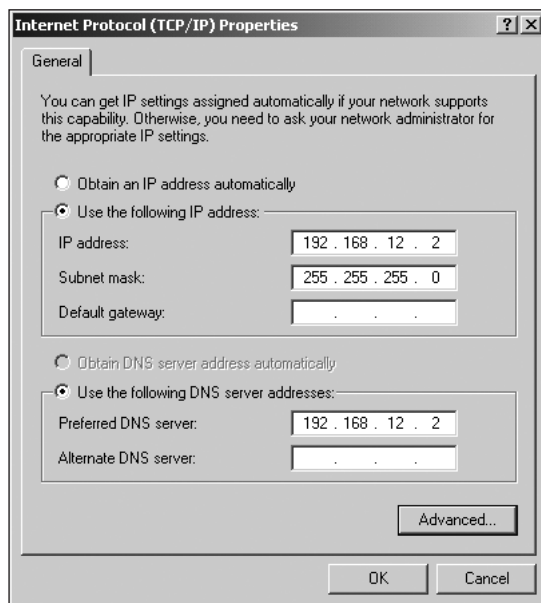 Internet Protocol (TCP/IP) Properties
General
You can get IP settings assigned automatically if your network supports
this capability. Otherwise, you need to ask your network administrator for
the appropriate IP settings.
Obtain an IP address automatically
Use the following IP address:
IP address: 192 . 168 . 12 . 2
Subnet mask: 255 . 255 . 255 . 0
Default gateway: . . .
Obtain DNS server address automatically
Use the following DNS server addresses:
Preferred DNS server: 192 . 168 . 12 . 2
Alternate DNS server: . . .
Advanced...
OK Cancel